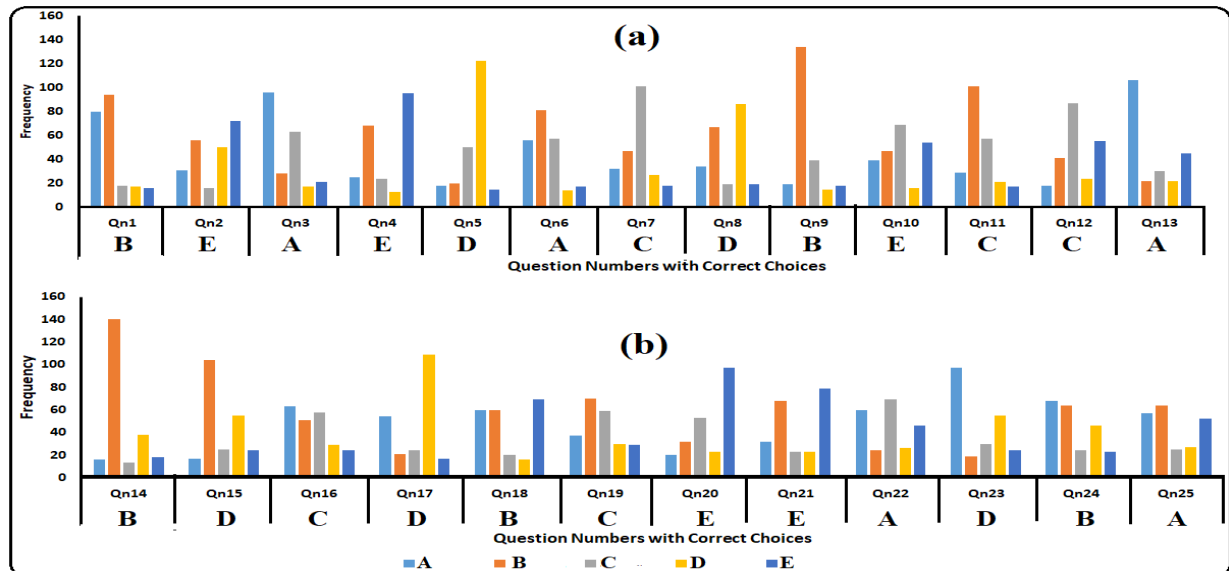 (a)
Frequency
160
140
120
100
80
60
40
20
0
Qn1 Qn2 Qn3 Qn4 Qn5 Qn6 Qn7 Qn8 Qn9 Qn10 Qn11 Qn12 Qn13
B E A E D A C D B E C C A
Question Numbers with Correct Choices
(b)
Frequency
160
140
120
100
80
60
40
20
0
Qn14 Qn15 Qn16 Qn17 Qn18 Qn19 Qn20 Qn21 Qn22 Qn23 Qn24 Qn25
B D C D B C E E A D B A
Question Numbers with Correct Choices
A B C D E